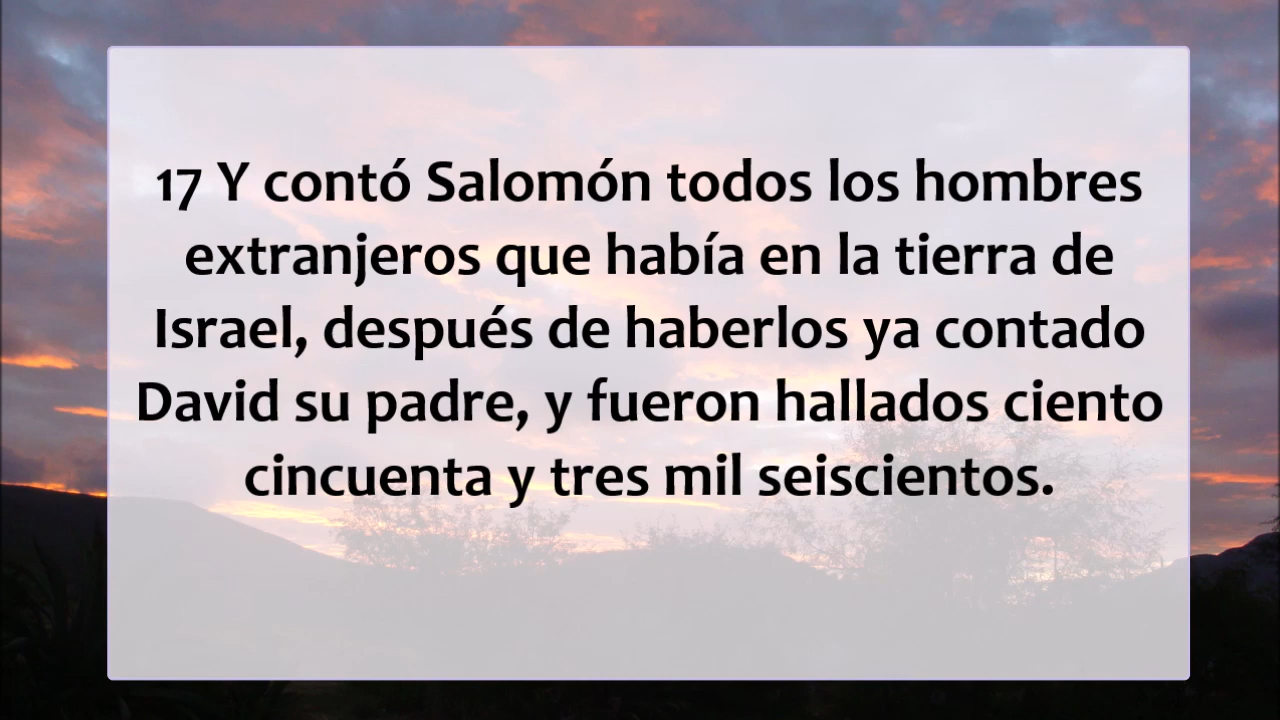 17 Y contó Salomón todos los hombres
extranjeros que había en la tierra de
Israel, después de haberlos ya contado
David su padre, y fueron hallados ciento
cincuenta y tres mil seiscientos.